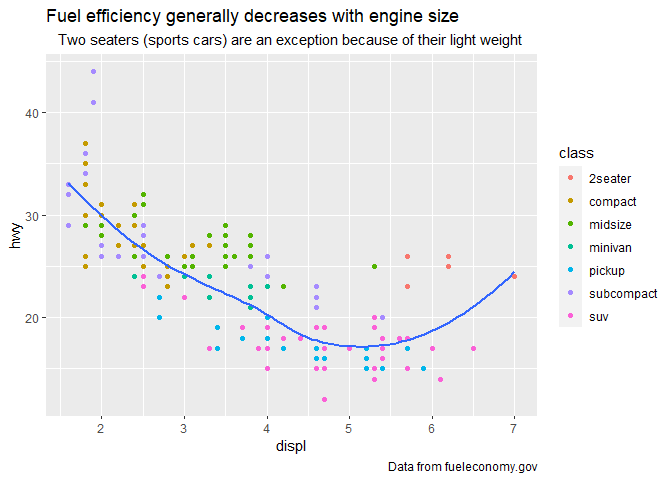 Fuel efficiency generally decreases with engine size
Two seaters (sports cars) are an exception because of their light weight
40
30
20
hwy
2 3 4 5 6 7
displ
class
2seater
compact
midsize
minivan
pickup
subcompact
suv
Data from fueleconomy.gov